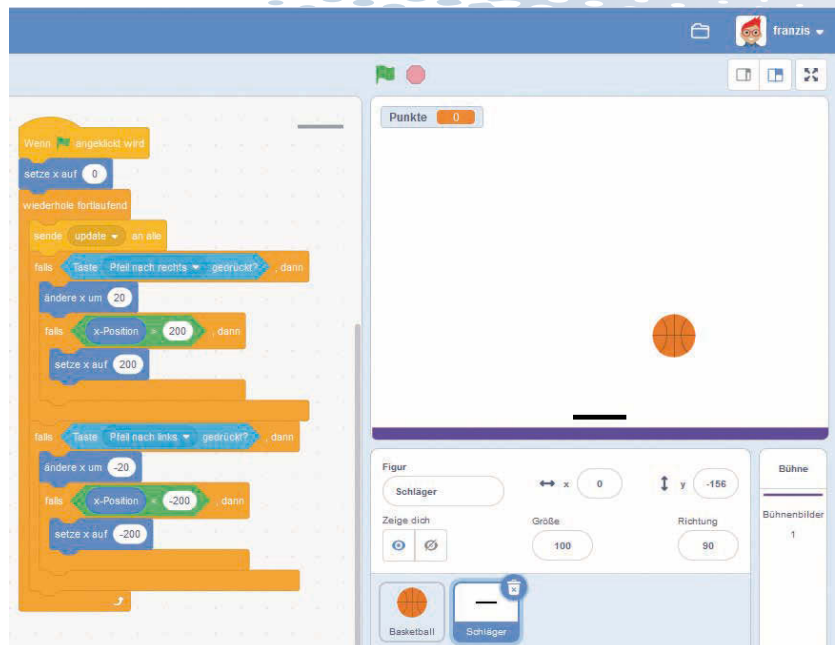 franzis
Wenn angeklickt wird
setze x auf 0
wiederhole fortlaufend
sende update an alle
falls Taste Pfeil nach rechts gedrückt? , dann
ändere x um 20
falls x-Position 200 , dann
setze x auf 200
falls Taste Pfeil nach links gedrückt? , dann
ändere x um -20
falls x-Position -200 , dann
setze x auf -200
Punkte 0
Figur
Schläger
x 0
y -156
Zeige dich
Größe
100
Richtung
90
Basketball
Schläger
Bühne
Bühnenbilder
1